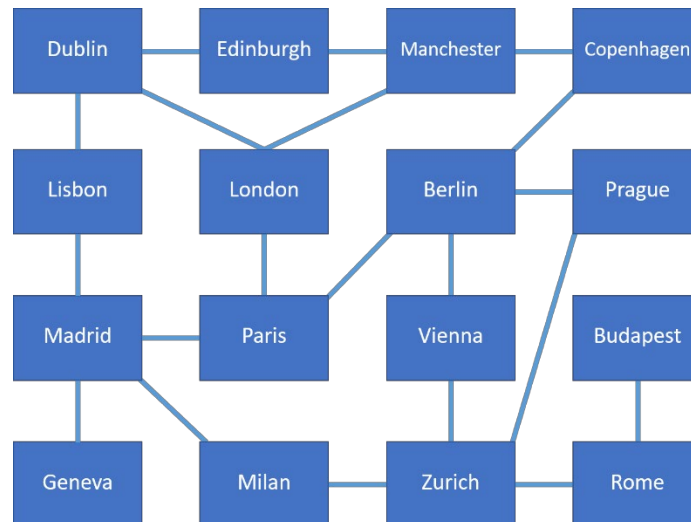 Dublin
Edinburgh
Manchester
Copenhagen
Lisbon
London
Berlin
Prague
Madrid
Paris
Vienna
Budapest
Geneva
Milan
Zurich
Rome